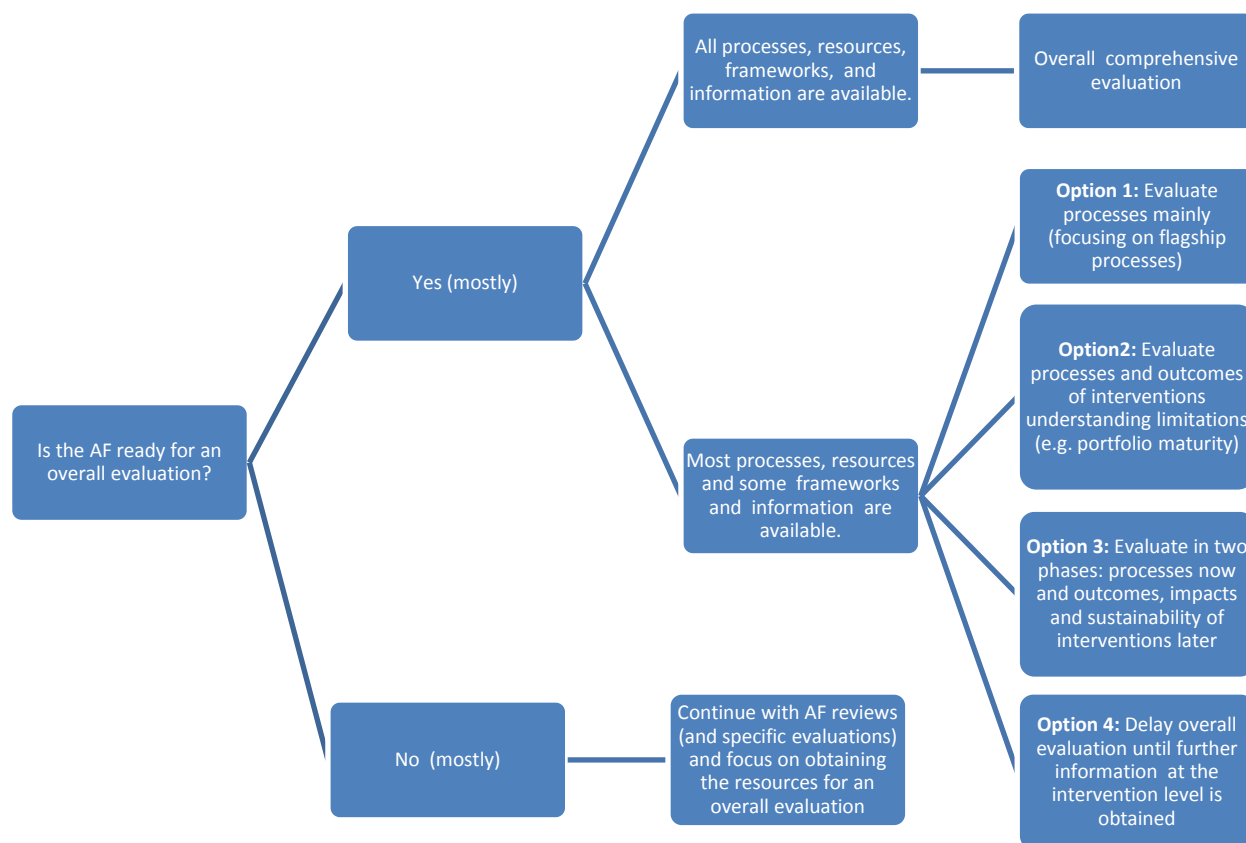 Is the AF ready for an
overall evaluation?
Yes (mostly)
All processes, resources,
frameworks, and
information are available.
Overall comprehensive
evaluation
Most processes, resources
and some frameworks
and information are
available.
Option 1: Evaluate
processes mainly
(focusing on flagship
processes)
Option2: Evaluate
processes and outcomes
of interventions
understanding limitations
(e.g. portfolio maturity)
Option 3: Evaluate in two
phases: processes now
and outcomes, impacts
and sustainability of
interventions later
Option 4: Delay overall
evaluation until further
information at the
intervention level is
obtained
No (mostly)
Continue with AF reviews
(and specific evaluations)
and focus on obtaining
the resources for an
overall evaluation